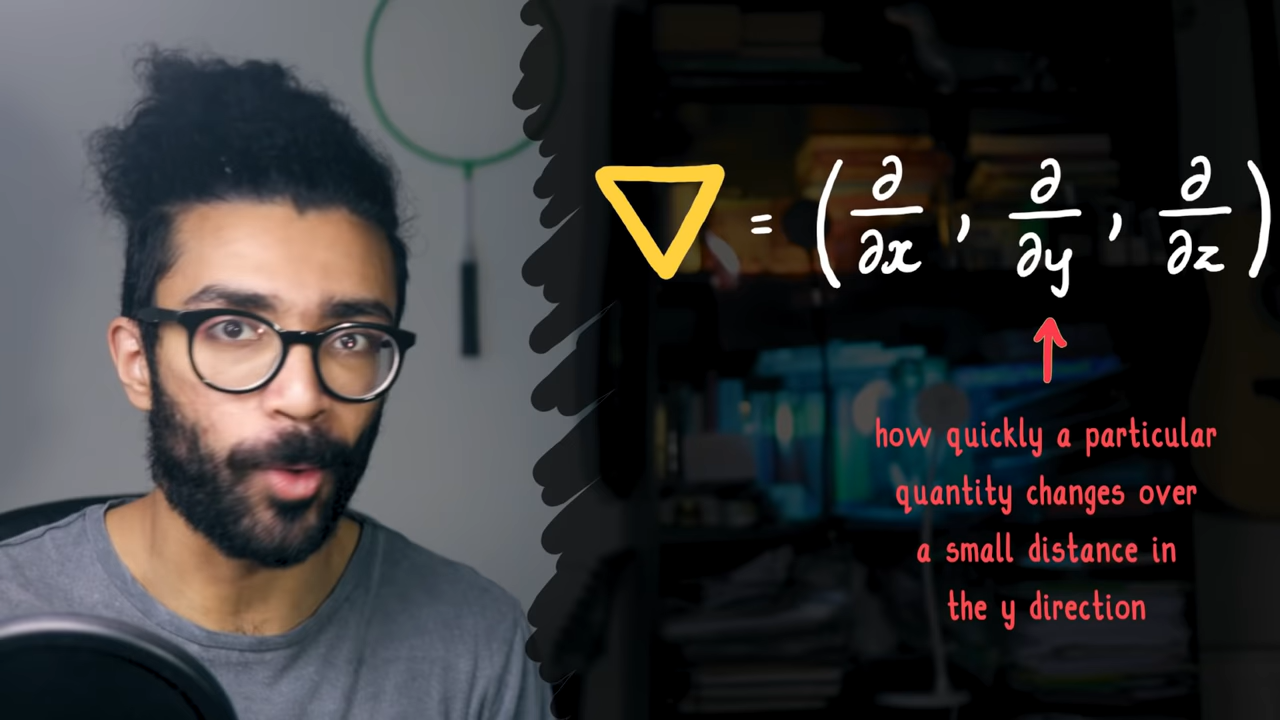 ∇ = (∂/∂x, ∂/∂y, ∂/∂z)
how quickly a particular
quantity changes over
a small distance in
the y direction